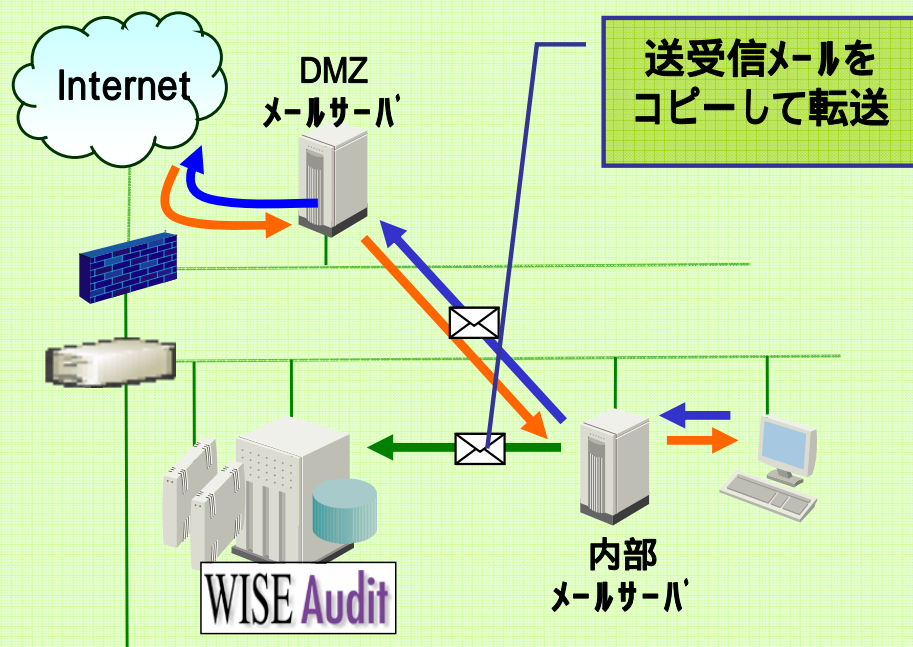 Internet
DMZ
メールサーバ
送受信メールを
コピーして転送
内部
メールサーバ
WISE Audit